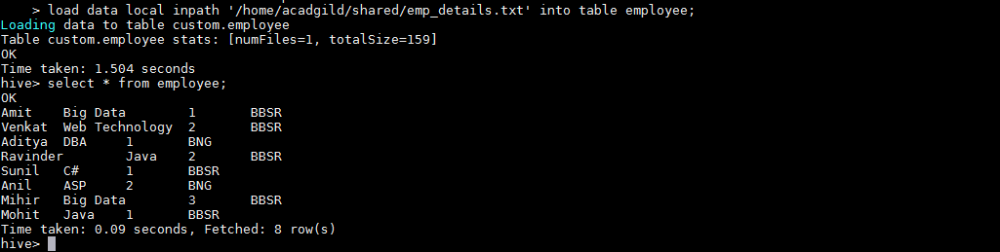 > load data local inpath '/home/acadgild/shared/emp_details.txt' into table employee;
Loading data to table custom.employee
Table custom.employee stats: [numFiles=1, totalSize=159]
OK
Time taken: 1.504 seconds
hive> select * from employee;
OK
Amit    Big Data        1       BBSR
Venkat  Web Technology  2       BBSR
Aditya  DBA     1       BNG
Ravinder        Java    2       BBSR
Sunil   C#      1       BBSR
Anil    ASP     2       BNG
Mihir   Big Data        3       BBSR
Mohit   Java    1       BBSR
Time taken: 0.09 seconds, Fetched: 8 row(s)
hive>